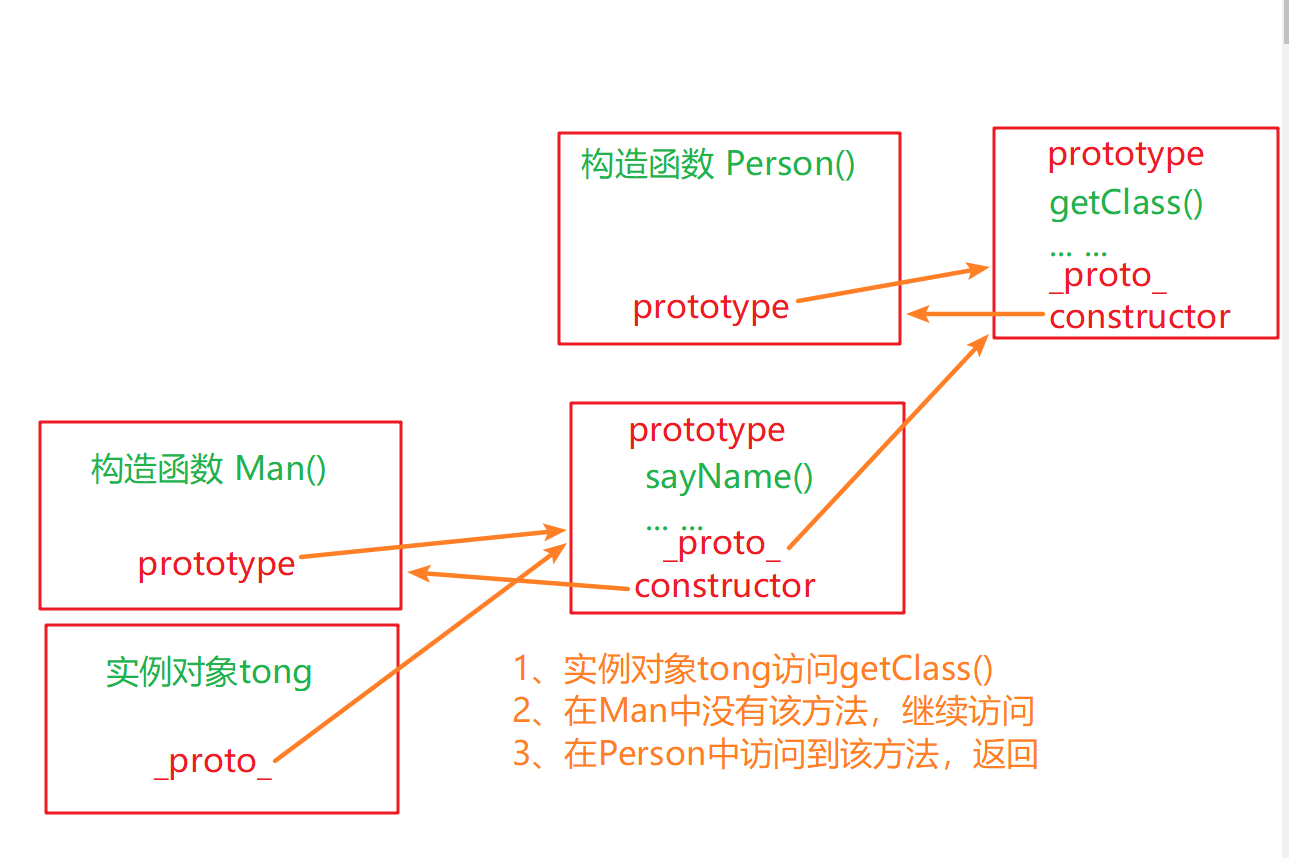 构造函数 Person()
prototype
prototype
getClass()
... ...
_proto_
constructor
构造函数 Man()
prototype
prototype
sayName()
... ...
_proto_
constructor
实例对象tong
_proto_
1、实例对象tong访问getClass()
2、在Man中没有该方法，继续访问
3、在Person中访问到该方法，返回